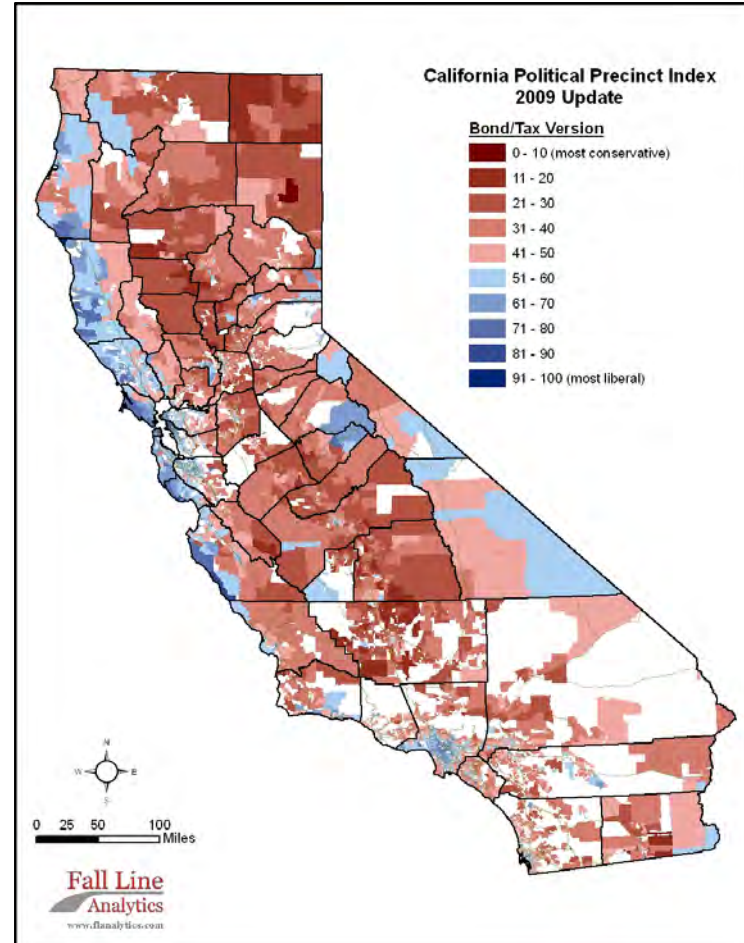 California Political Precinct Index
2009 Update
Bond/Tax Version
0 - 10 (most conservative)
11 - 20
21 - 30
31 - 40
41 - 50
51 - 60
61 - 70
71 - 80
81 - 90
91 - 100 (most liberal)
N
W
E
S
0 25 50 100
Miles
Fall Line
Analytics
www.flanalytics.com